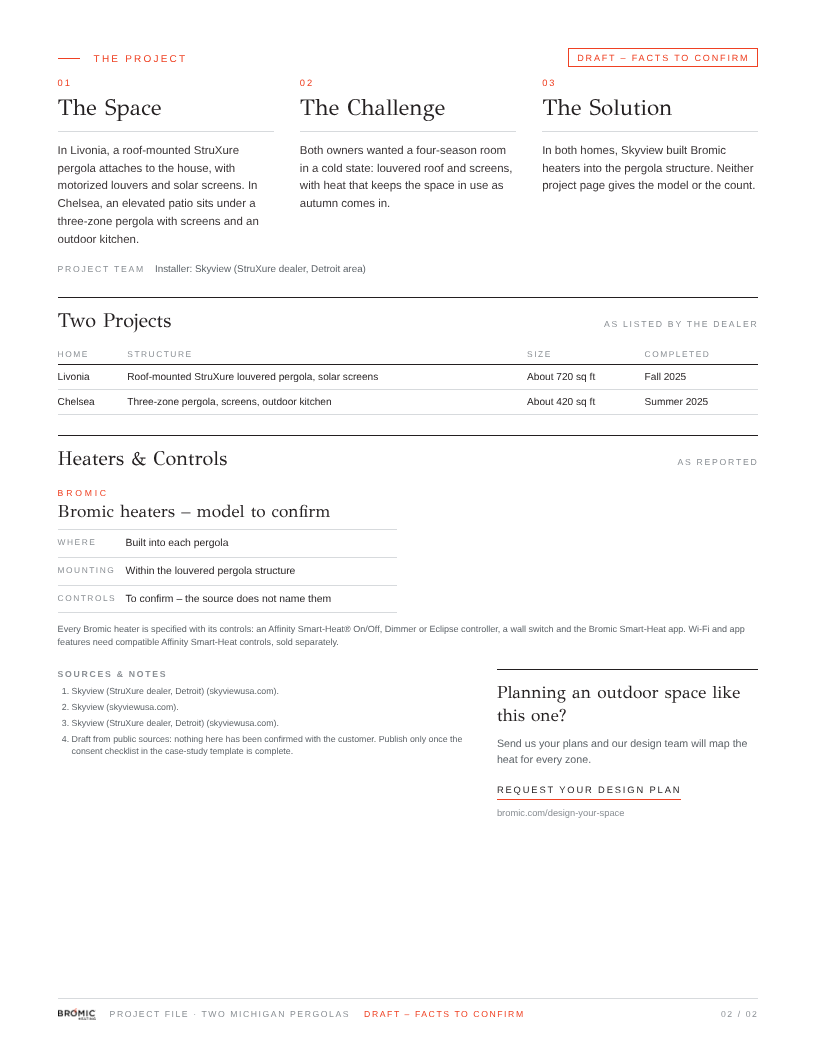 THE PROJECT
DRAFT – FACTS TO CONFIRM
01
The Space
In Livonia, a roof-mounted StruXure
pergola attaches to the house, with
motorized louvers and solar screens. In
Chelsea, an elevated patio sits under a
three-zone pergola with screens and an
outdoor kitchen.
02
The Challenge
Both owners wanted a four-season room
in a cold state: louvered roof and screens,
with heat that keeps the space in use as
autumn comes in.
03
The Solution
In both homes, Skyview built Bromic
heaters into the pergola structure. Neither
project page gives the model or the count.
PROJECT TEAM Installer: Skyview (StruXure dealer, Detroit area)
Two Projects
AS LISTED BY THE DEALER
HOME STRUCTURE SIZE COMPLETED
Livonia Roof-mounted StruXure louvered pergola, solar screens About 720 sq ft Fall 2025
Chelsea Three-zone pergola, screens, outdoor kitchen About 420 sq ft Summer 2025
Heaters & Controls
AS REPORTED
BROMIC
Bromic heaters – model to confirm
WHERE Built into each pergola
MOUNTING Within the louvered pergola structure
CONTROLS To confirm – the source does not name them
Every Bromic heater is specified with its controls: an Affinity Smart-Heat® On/Off, Dimmer or Eclipse controller, a wall switch and the Bromic Smart-Heat app. Wi-Fi and app
features need compatible Affinity Smart-Heat controls, sold separately.
SOURCES & NOTES
1. Skyview (StruXure dealer, Detroit) (skyviewusa.com).
2. Skyview (skyviewusa.com).
3. Skyview (StruXure dealer, Detroit) (skyviewusa.com).
4. Draft from public sources: nothing here has been confirmed with the customer. Publish only once the
consent checklist in the case-study template is complete.
Planning an outdoor space like
this one?
Send us your plans and our design team will map the
heat for every zone.
REQUEST YOUR DESIGN PLAN
bromic.com/design-your-space
BROMIC
HEATING
PROJECT FILE · TWO MICHIGAN PERGOLAS DRAFT – FACTS TO CONFIRM
02 / 02